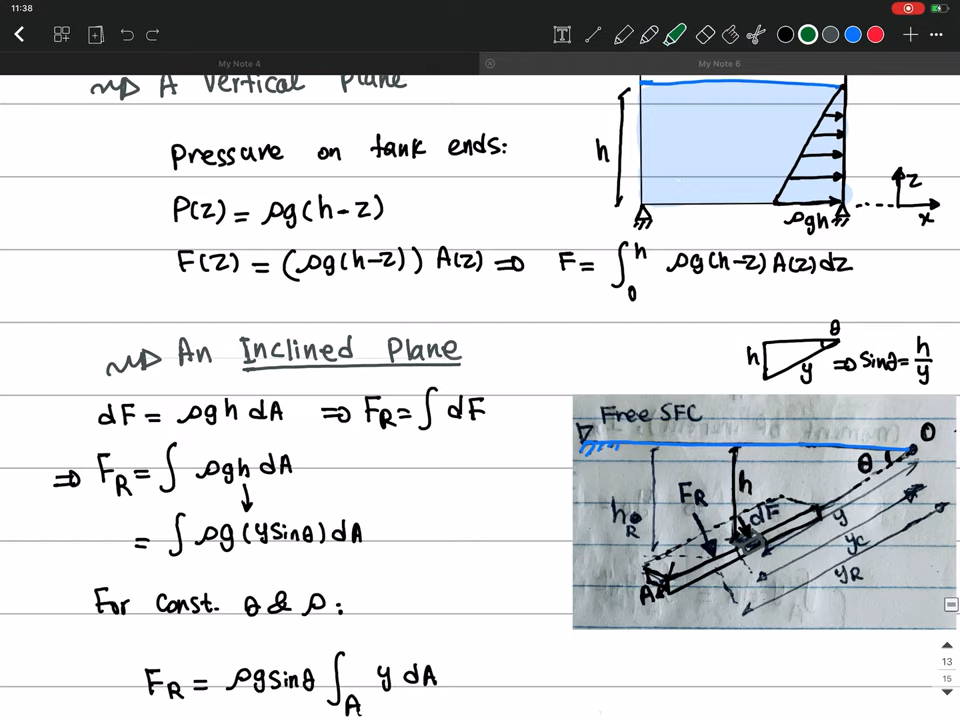 11:38
My Note 4
My Note 6
A Vertical Plane
Pressure on tank ends:
P(z) = ρg(h-z)
h
ρgh
z
x
F(z) = (ρg(h-z)) A(z) ⇒ F = ∫₀ʰ ρg(h-z) A(z) dz
An Inclined Plane
h
θ
y
⇒ sinθ = h/y
dF = ρgh dA ⇒ F_R = ∫ dF
⇒ F_R = ∫ ρgh dA
↓
= ∫ ρg(y sinθ) dA
For const. θ & ρ:
F_R = ρg sinθ ∫_A y dA
Free SFC
O
θ
h
F_R
dF
h_R
y
y_C
y_R
A
13
15